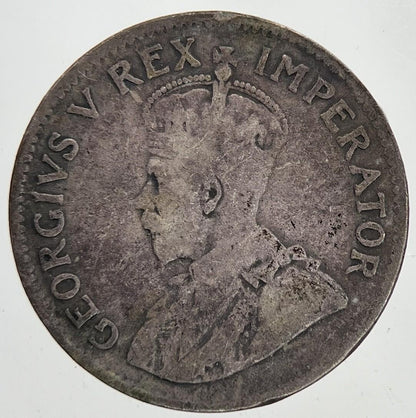 GEORGIVS V REX IMPERATOR